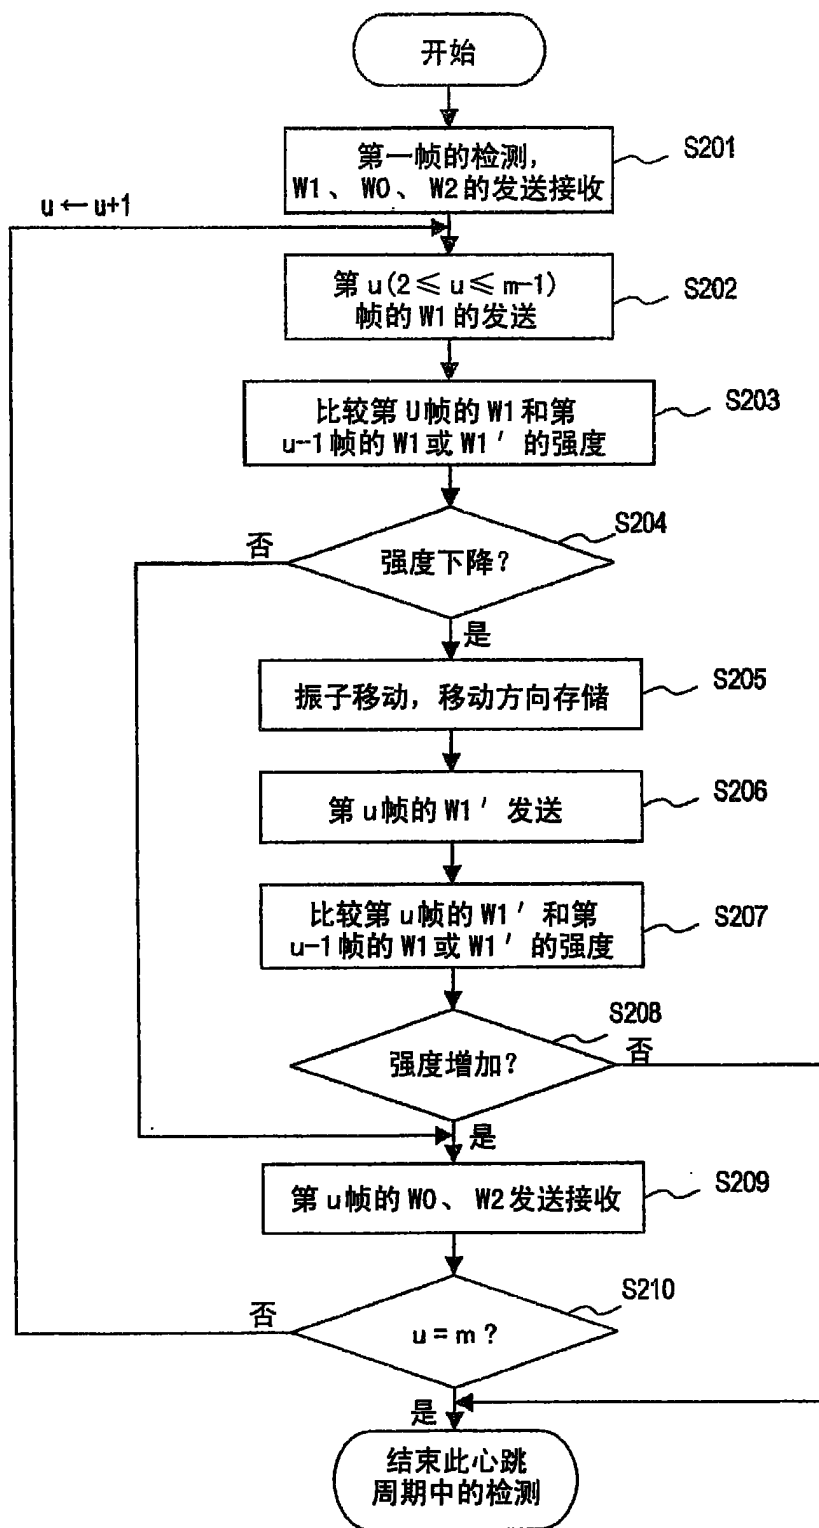 开始
第一帧的检测，
W1、W0、W2的发送接收
S201
u←u+1
第u(2≤u≤m-1)
帧的W1的发送
S202
比较第U帧的W1和第
u-1帧的W1或W1′的强度
S203
强度下降？
S204
否
是
振子移动，移动方向存储
S205
第u帧的W1′发送
S206
比较第u帧的W1′和第
u-1帧的W1或W1′的强度
S207
强度增加？
S208
否
是
第u帧的W0、W2发送接收
S209
u=m？
S210
否
是
结束此心跳
周期中的检测